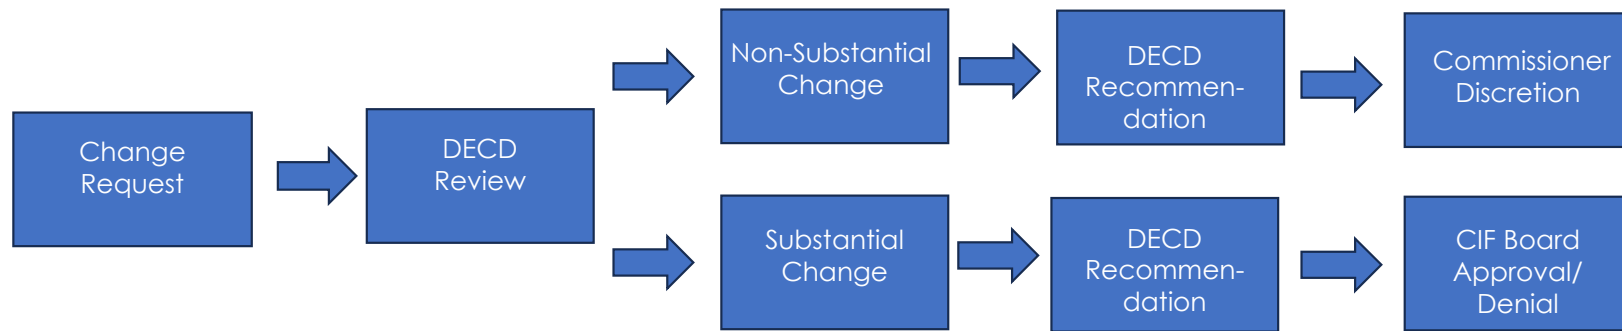 Change
Request
DECD
Review
Non-Substantial
Change
DECD
Recommen-
dation
Commissioner
Discretion
Substantial
Change
DECD
Recommen-
dation
CIF Board
Approval/
Denial